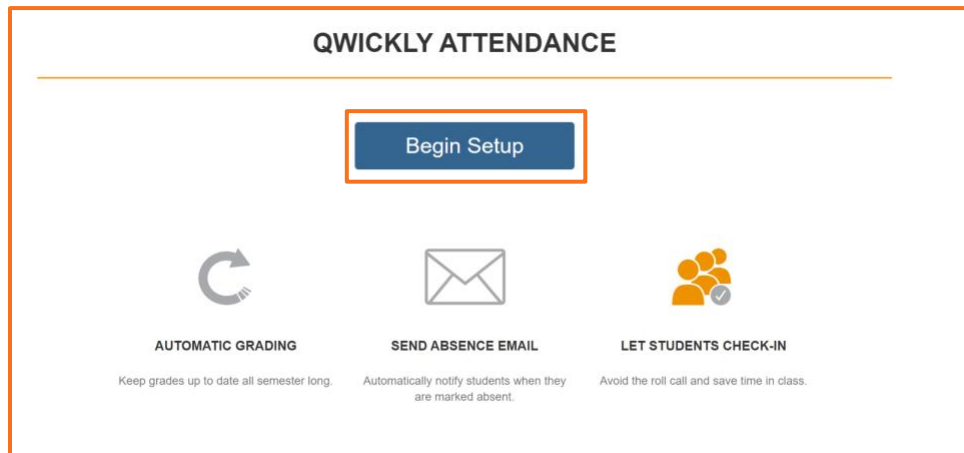 QWICKLY ATTENDANCE
Begin Setup
AUTOMATIC GRADING
Keep grades up to date all semester long.
SEND ABSENCE EMAIL
Automatically notify students when they
are marked absent.
LET STUDENTS CHECK-IN
Avoid the roll call and save time in class.